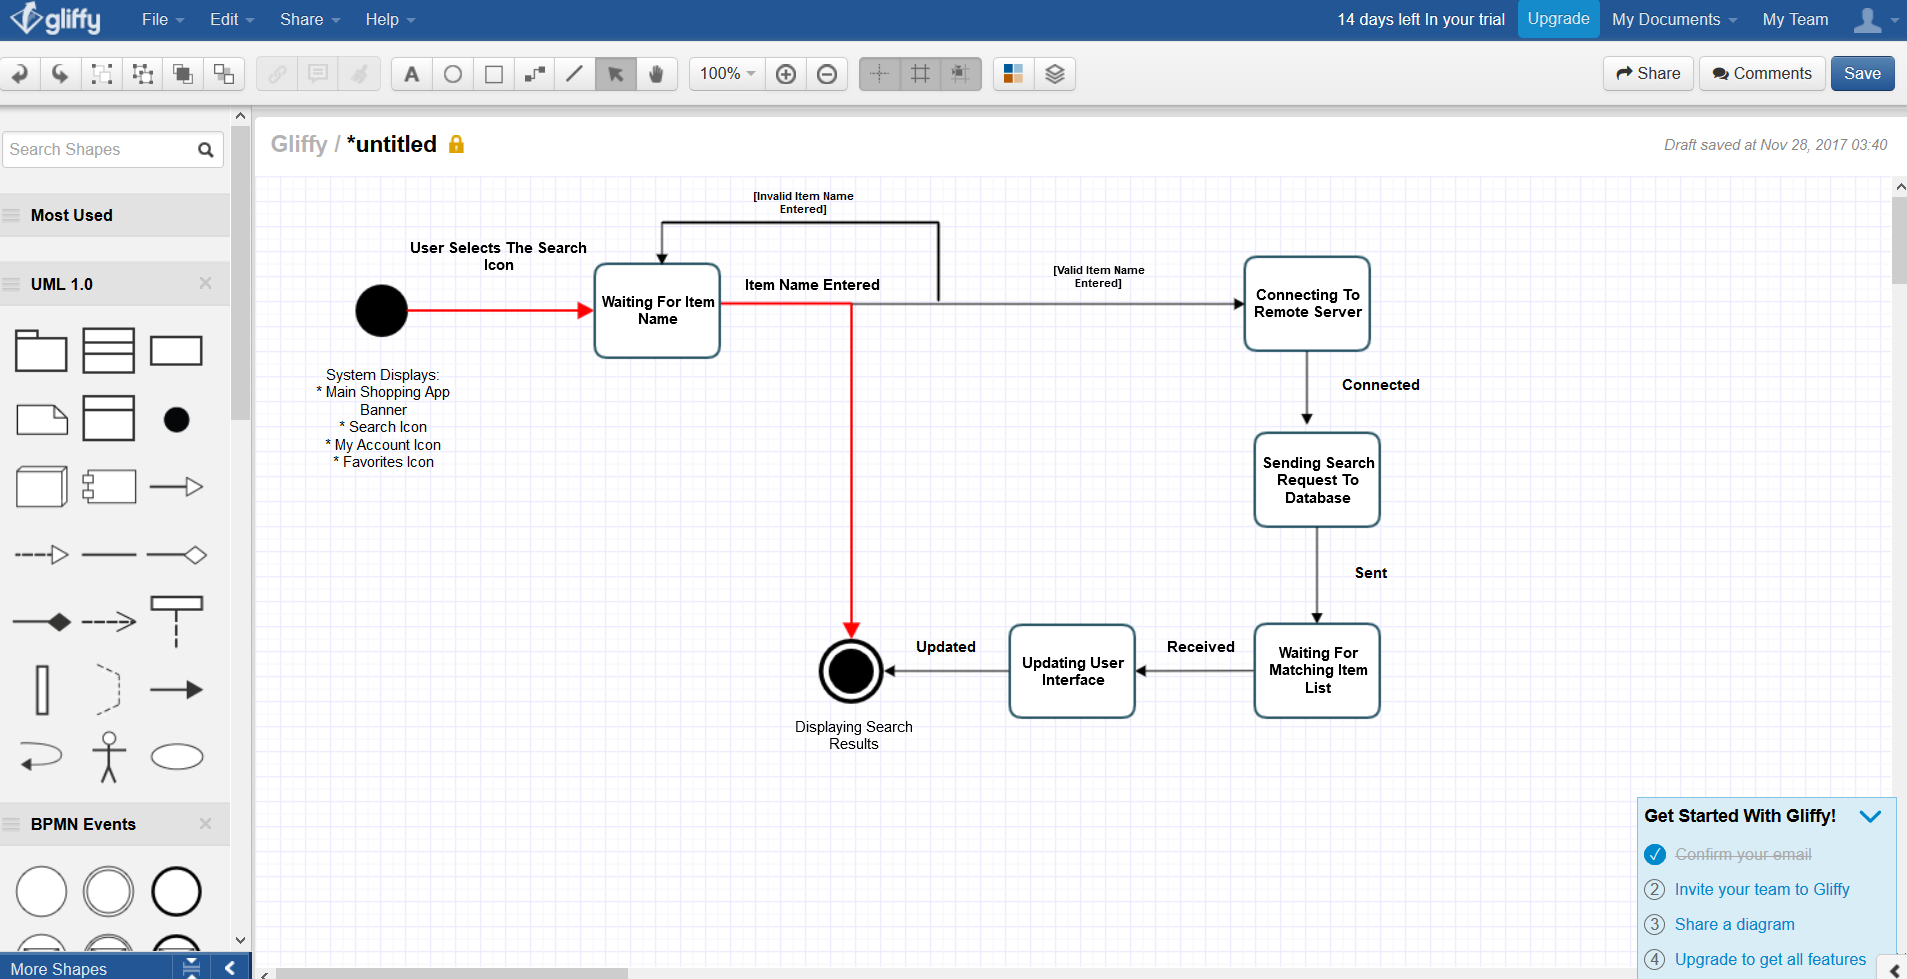 gliffy
File
Edit
Share
Help
14 days left In your trial
Upgrade
My Documents
My Team
A
100%
Share
Comments
Save
Search Shapes
Most Used
UML 1.0
BPMN Events
More Shapes
Gliffy / *untitled
Draft saved at Nov 28, 2017 03:40
[Invalid Item Name
Entered]
User Selects The Search
Icon
Waiting For Item
Name
Item Name Entered
[Valid Item Name
Entered]
Connecting To
Remote Server
System Displays:
* Main Shopping App
Banner
* Search Icon
* My Account Icon
* Favorites Icon
Connected
Sending Search
Request To
Database
Sent
Waiting For
Matching Item
List
Received
Updating User
Interface
Updated
Displaying Search
Results
Get Started With Gliffy!
Confirm your email
2 Invite your team to Gliffy
3 Share a diagram
4 Upgrade to get all features